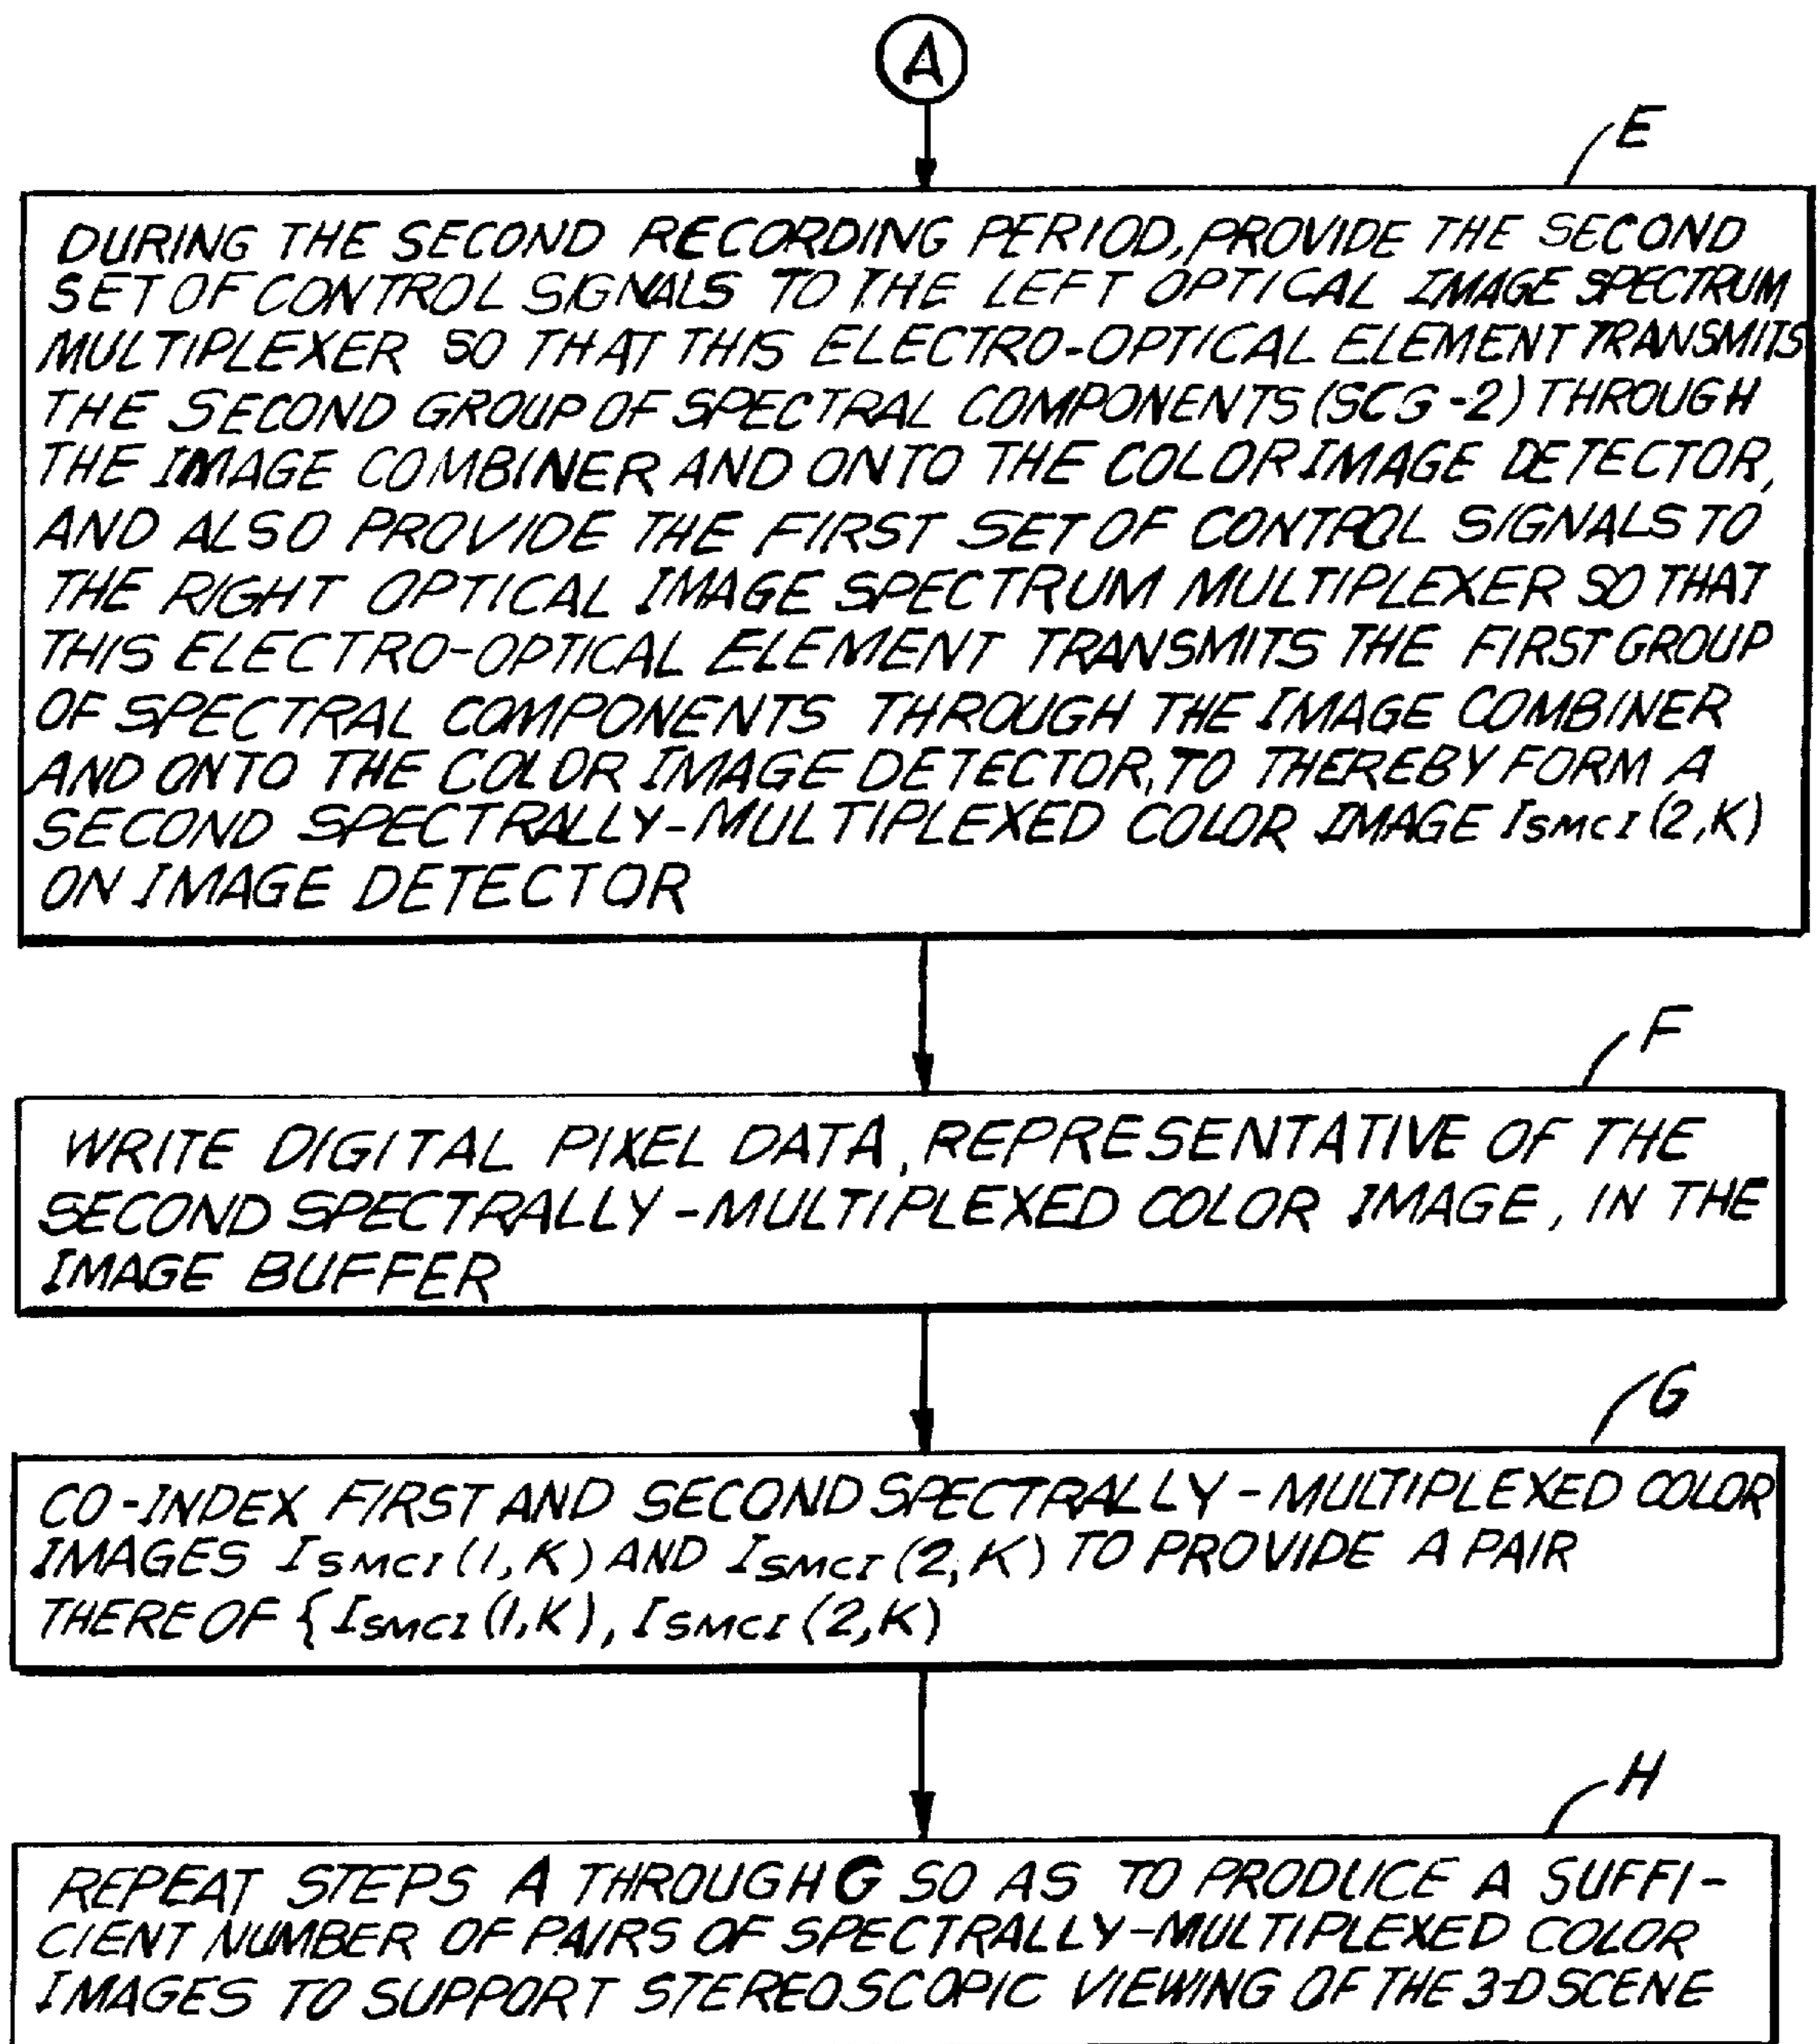 A
E
DURING THE SECOND RECORDING PERIOD, PROVIDE THE SECOND
SET OF CONTROL SIGNALS TO THE LEFT OPTICAL IMAGE SPECTRUM
MULTIPLEXER SO THAT THIS ELECTRO-OPTICAL ELEMENT TRANSMITS
THE SECOND GROUP OF SPECTRAL COMPONENTS (SCG-2) THROUGH
THE IMAGE COMBINER AND ONTO THE COLOR IMAGE DETECTOR,
AND ALSO PROVIDE THE FIRST SET OF CONTROL SIGNALS TO
THE RIGHT OPTICAL IMAGE SPECTRUM MULTIPLEXER SO THAT
THIS ELECTRO-OPTICAL ELEMENT TRANSMITS THE FIRST GROUP
OF SPECTRAL COMPONENTS THROUGH THE IMAGE COMBINER
AND ONTO THE COLOR IMAGE DETECTOR, TO THEREBY FORM A
SECOND SPECTRALLY-MULTIPLEXED COLOR IMAGE ISMCI(2,K)
ON IMAGE DETECTOR
F
WRITE DIGITAL PIXEL DATA, REPRESENTATIVE OF THE
SECOND SPECTRALLY-MULTIPLEXED COLOR IMAGE, IN THE
IMAGE BUFFER
G
CO-INDEX FIRST AND SECOND SPECTRALLY-MULTIPLEXED COLOR
IMAGES ISMCI(1,K) AND ISMCI(2,K) TO PROVIDE A PAIR
THEREOF {ISMCI(1,K), ISMCI(2,K)
H
REPEAT STEPS A THROUGH G SO AS TO PRODUCE A SUFFI-
CIENT NUMBER OF PAIRS OF SPECTRALLY-MULTIPLEXED COLOR
IMAGES TO SUPPORT STEREOSCOPIC VIEWING OF THE 3-D SCENE